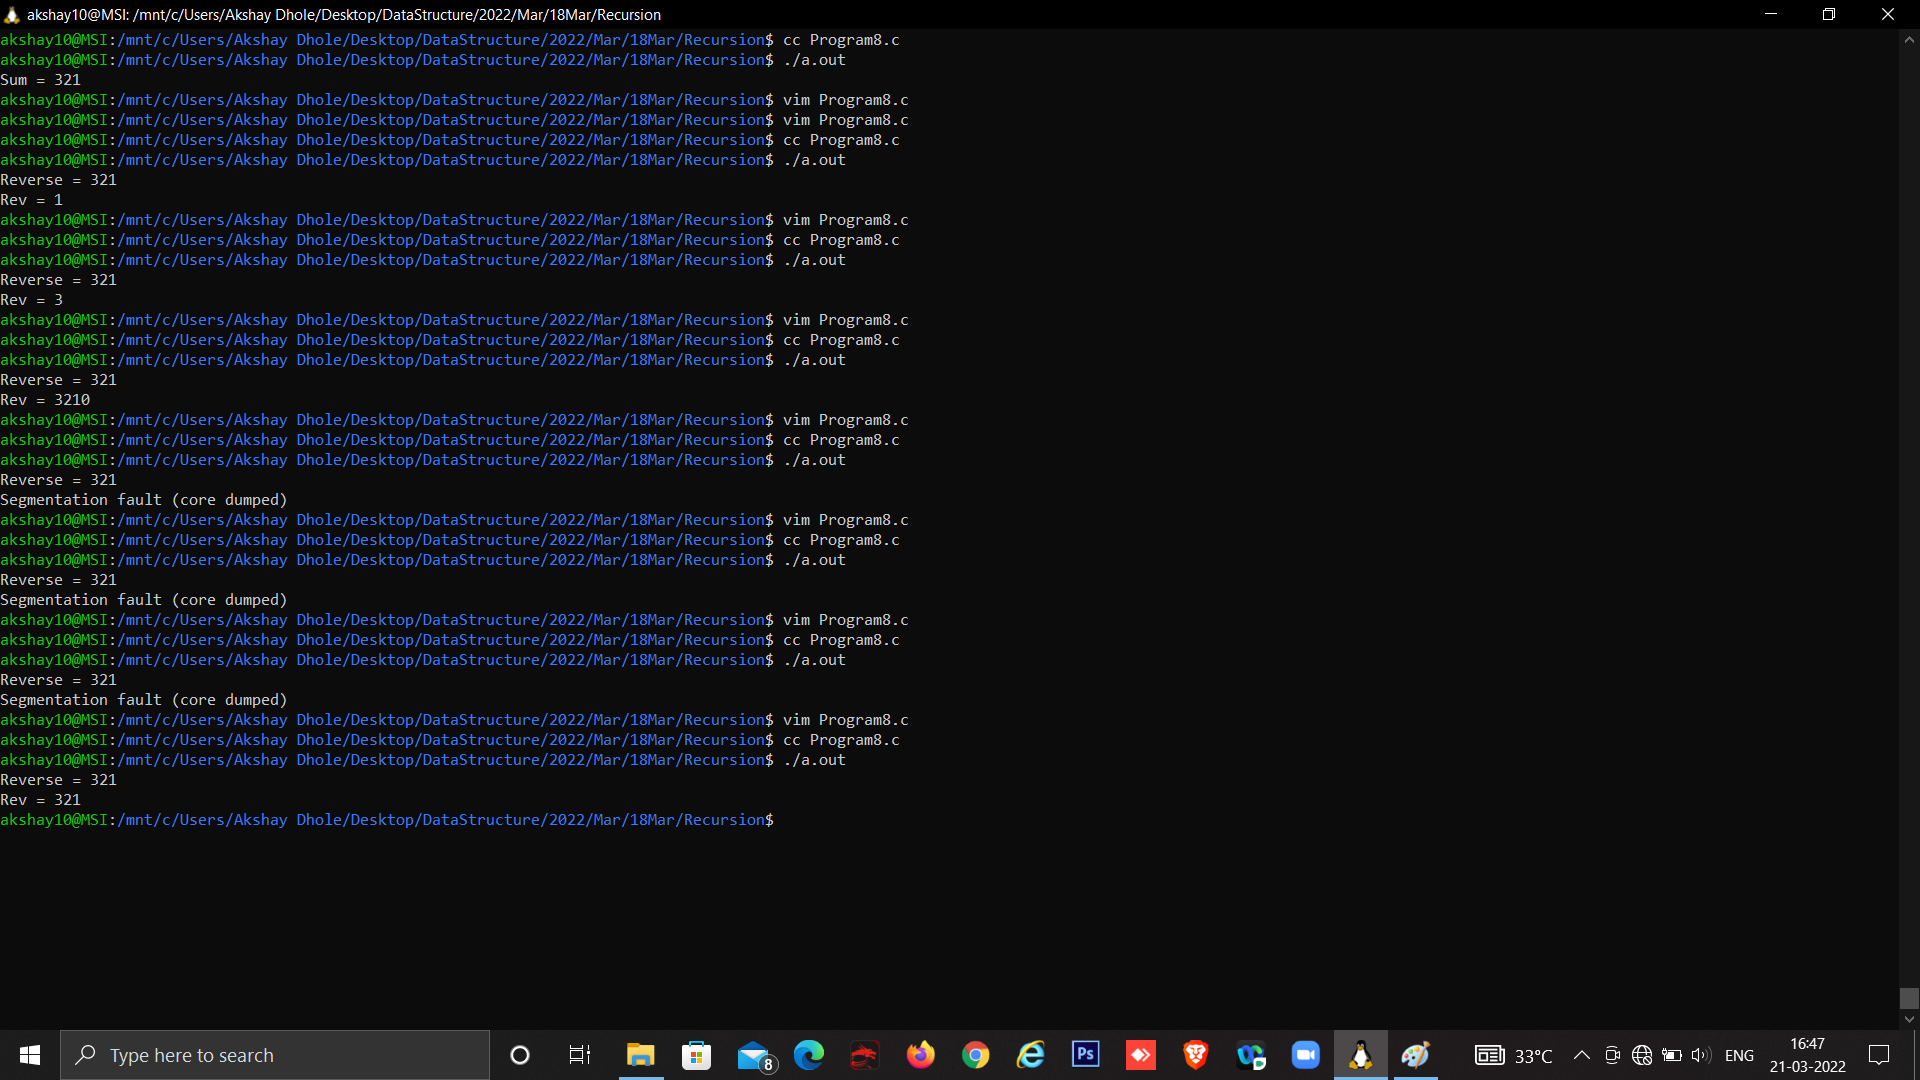 akshay10@MSI: /mnt/c/Users/Akshay Dhole/Desktop/DataStructure/2022/Mar/18Mar/Recursion
akshay10@MSI:/mnt/c/Users/Akshay Dhole/Desktop/DataStructure/2022/Mar/18Mar/Recursion$ cc Program8.c
akshay10@MSI:/mnt/c/Users/Akshay Dhole/Desktop/DataStructure/2022/Mar/18Mar/Recursion$ ./a.out
Sum = 321
akshay10@MSI:/mnt/c/Users/Akshay Dhole/Desktop/DataStructure/2022/Mar/18Mar/Recursion$ vim Program8.c
akshay10@MSI:/mnt/c/Users/Akshay Dhole/Desktop/DataStructure/2022/Mar/18Mar/Recursion$ vim Program8.c
akshay10@MSI:/mnt/c/Users/Akshay Dhole/Desktop/DataStructure/2022/Mar/18Mar/Recursion$ cc Program8.c
akshay10@MSI:/mnt/c/Users/Akshay Dhole/Desktop/DataStructure/2022/Mar/18Mar/Recursion$ ./a.out
Reverse = 321
Rev = 1
akshay10@MSI:/mnt/c/Users/Akshay Dhole/Desktop/DataStructure/2022/Mar/18Mar/Recursion$ vim Program8.c
akshay10@MSI:/mnt/c/Users/Akshay Dhole/Desktop/DataStructure/2022/Mar/18Mar/Recursion$ cc Program8.c
akshay10@MSI:/mnt/c/Users/Akshay Dhole/Desktop/DataStructure/2022/Mar/18Mar/Recursion$ ./a.out
Reverse = 321
Rev = 3
akshay10@MSI:/mnt/c/Users/Akshay Dhole/Desktop/DataStructure/2022/Mar/18Mar/Recursion$ vim Program8.c
akshay10@MSI:/mnt/c/Users/Akshay Dhole/Desktop/DataStructure/2022/Mar/18Mar/Recursion$ cc Program8.c
akshay10@MSI:/mnt/c/Users/Akshay Dhole/Desktop/DataStructure/2022/Mar/18Mar/Recursion$ ./a.out
Reverse = 321
Rev = 3210
akshay10@MSI:/mnt/c/Users/Akshay Dhole/Desktop/DataStructure/2022/Mar/18Mar/Recursion$ vim Program8.c
akshay10@MSI:/mnt/c/Users/Akshay Dhole/Desktop/DataStructure/2022/Mar/18Mar/Recursion$ cc Program8.c
akshay10@MSI:/mnt/c/Users/Akshay Dhole/Desktop/DataStructure/2022/Mar/18Mar/Recursion$ ./a.out
Reverse = 321
Segmentation fault (core dumped)
akshay10@MSI:/mnt/c/Users/Akshay Dhole/Desktop/DataStructure/2022/Mar/18Mar/Recursion$ vim Program8.c
akshay10@MSI:/mnt/c/Users/Akshay Dhole/Desktop/DataStructure/2022/Mar/18Mar/Recursion$ cc Program8.c
akshay10@MSI:/mnt/c/Users/Akshay Dhole/Desktop/DataStructure/2022/Mar/18Mar/Recursion$ ./a.out
Reverse = 321
Segmentation fault (core dumped)
akshay10@MSI:/mnt/c/Users/Akshay Dhole/Desktop/DataStructure/2022/Mar/18Mar/Recursion$ vim Program8.c
akshay10@MSI:/mnt/c/Users/Akshay Dhole/Desktop/DataStructure/2022/Mar/18Mar/Recursion$ cc Program8.c
akshay10@MSI:/mnt/c/Users/Akshay Dhole/Desktop/DataStructure/2022/Mar/18Mar/Recursion$ ./a.out
Reverse = 321
Segmentation fault (core dumped)
akshay10@MSI:/mnt/c/Users/Akshay Dhole/Desktop/DataStructure/2022/Mar/18Mar/Recursion$ vim Program8.c
akshay10@MSI:/mnt/c/Users/Akshay Dhole/Desktop/DataStructure/2022/Mar/18Mar/Recursion$ cc Program8.c
akshay10@MSI:/mnt/c/Users/Akshay Dhole/Desktop/DataStructure/2022/Mar/18Mar/Recursion$ ./a.out
Reverse = 321
Rev = 321
akshay10@MSI:/mnt/c/Users/Akshay Dhole/Desktop/DataStructure/2022/Mar/18Mar/Recursion$
Type here to search
8
Ps
33°C
ENG
16:47
21-03-2022